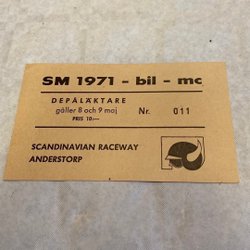 SM 1971 - bil - mc
DEPÅLÄKTARE
gäller 8 och 9 maj Nr. 011
PRIS 10:-
SCANDINAVIAN RACEWAY
ANDERSTORP